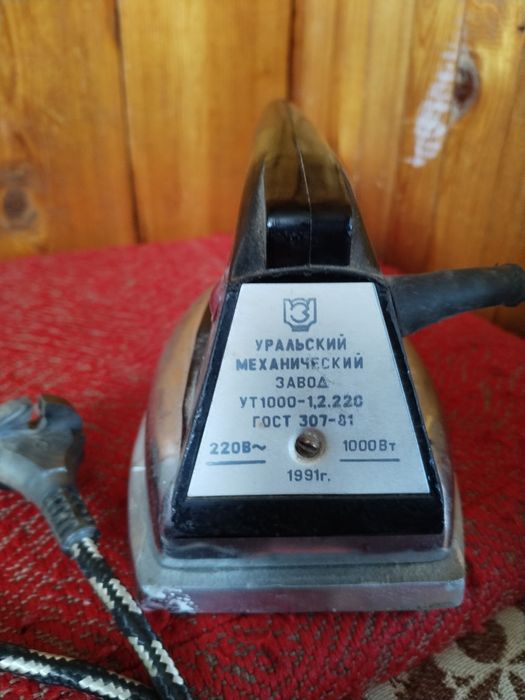 УРАЛЬСКИЙ
МЕХАНИЧЕСКИЙ
ЗАВОД
УТ1000-1,2.220
ГОСТ 307-81
220В~ 1000Вт
1991г.